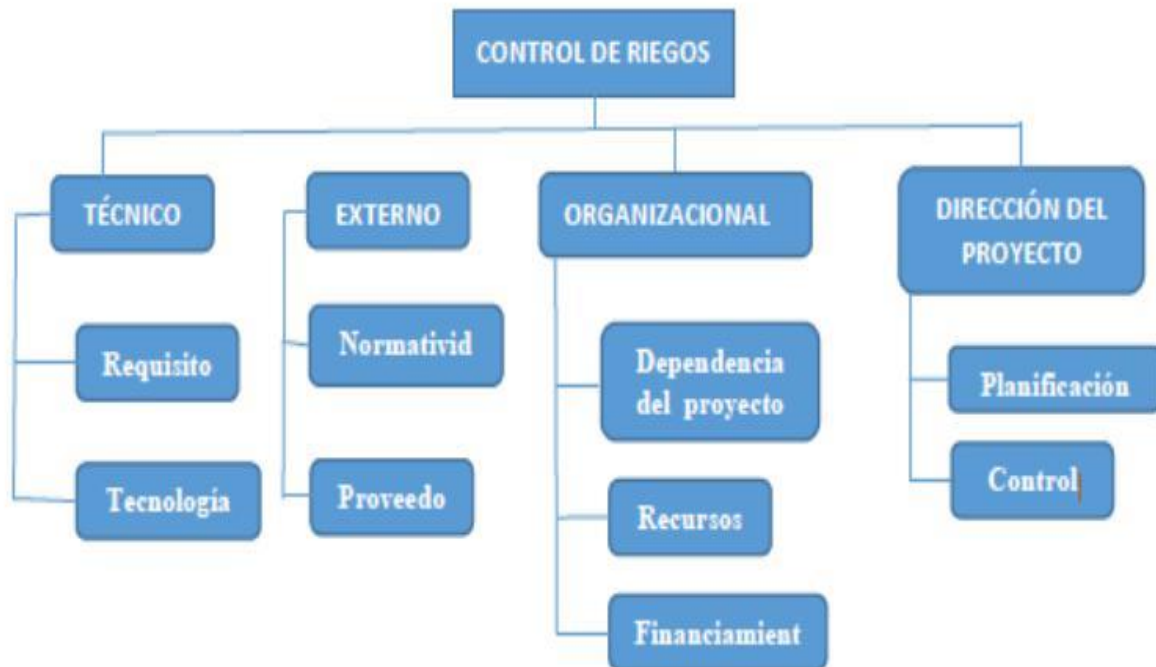 CONTROL DE RIEGOS
TÉCNICO
EXTERNO
ORGANIZACIONAL
DIRECCIÓN DEL
PROYECTO
Requisito
Normativid
Dependencia
del proyecto
Planificación
Tecnología
Proveedo
Recursos
Control
Financiamient